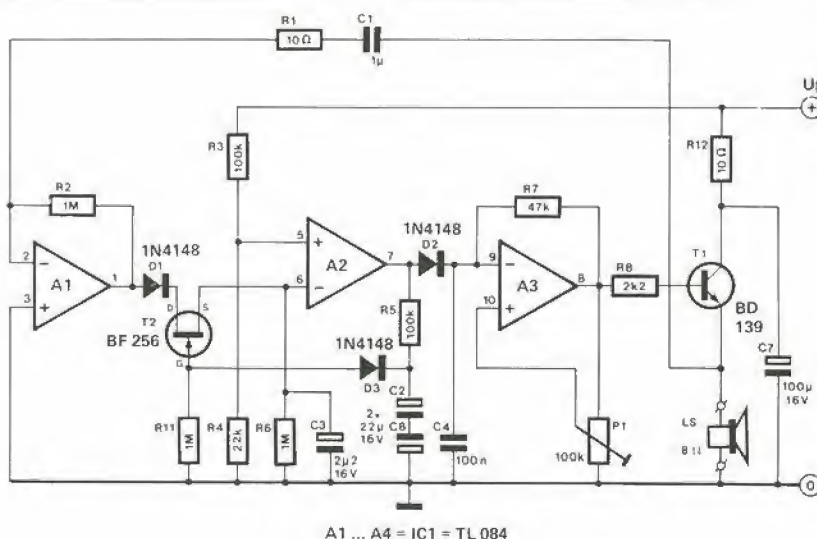 R1
10Ω
C1
1µ
R3
100k
R12
10Ω
+
R2
1M
R7
47k
1N4148
D1
2
−
A1
1
3
+
D
S
T2
BF 256
G
5
+
A2
7
6
−
D2
1N4148
9
−
A3
8
10
+
R8
2k2
T1
BD
139
R5
100k
1N4148
D3
C7
100µ
16V
R11
1M
R4
22k
R6
1M
C3
2µ2
16V
C2
22µ
16V
C8
C4
100n
P1
100k
LS
8Ω
0
A1 ... A4 = IC1 = TL 084